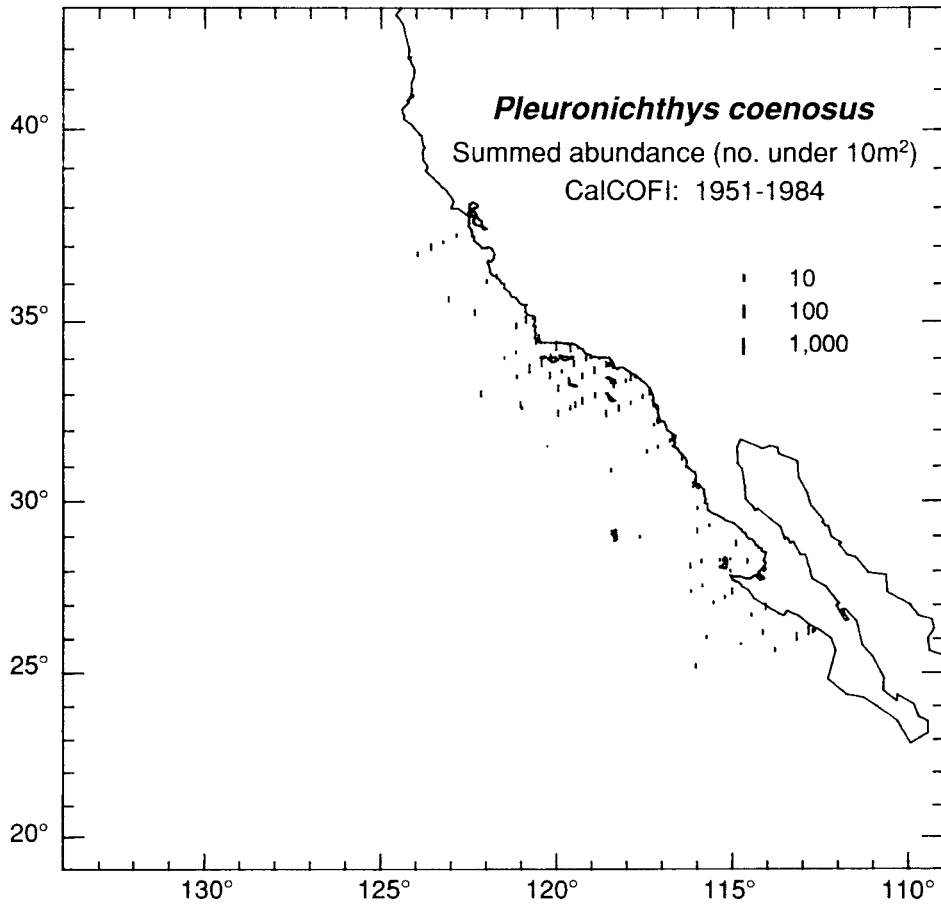 Pleuronichthys coenosus
Summed abundance (no. under 10m²)
CalCOFI: 1951-1984
10
100
1,000
40°
35°
30°
25°
20°
130° 125° 120° 115° 110°